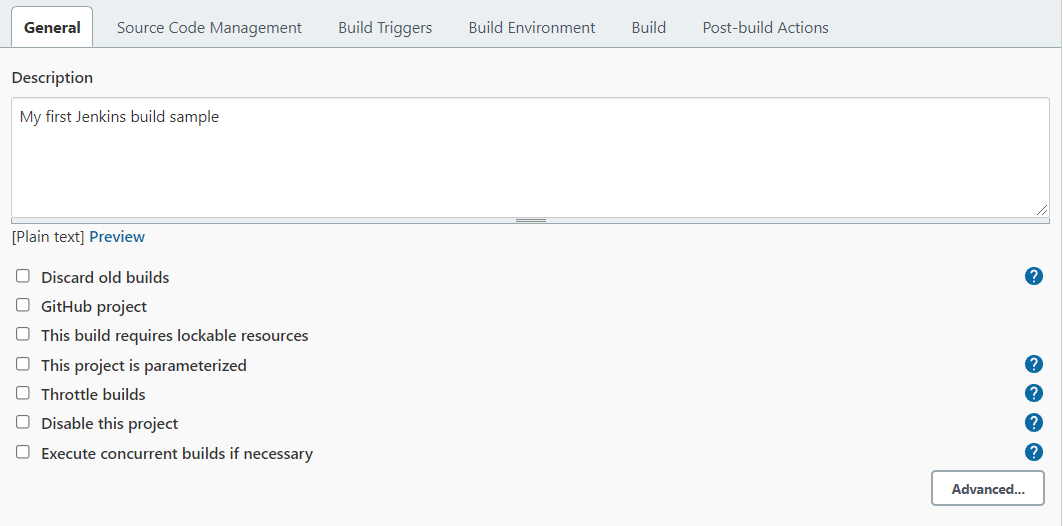 General Source Code Management Build Triggers Build Environment Build Post-build Actions
Description
My first Jenkins build sample
[Plain text] Preview
Discard old builds ?
GitHub project
This build requires lockable resources
This project is parameterized ?
Throttle builds ?
Disable this project ?
Execute concurrent builds if necessary ?
Advanced...